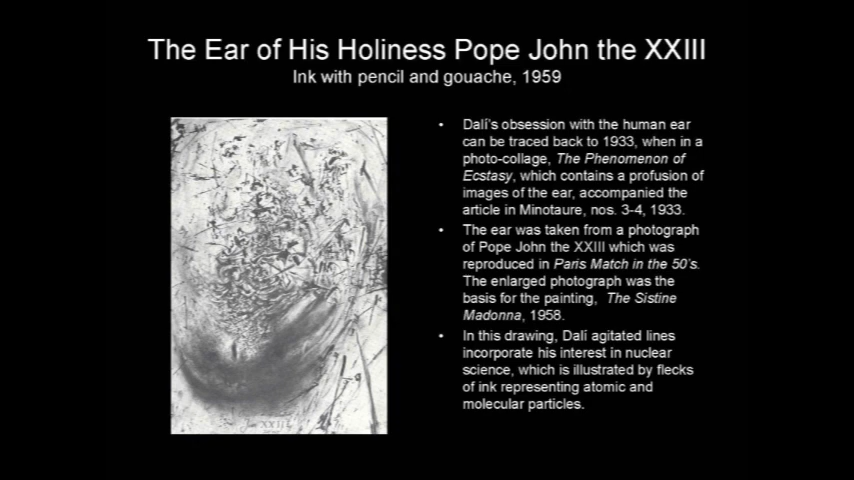 The Ear of His Holiness Pope John the XXIII
Ink with pencil and gouache, 1959
• Dalí's obsession with the human ear
can be traced back to 1933, when in a
photo-collage, The Phenomenon of
Ecstasy, which contains a profusion of
images of the ear, accompanied the
article in Minotaure, nos. 3-4, 1933.
• The ear was taken from a photograph
of Pope John the XXIII which was
reproduced in Paris Match in the 50's.
The enlarged photograph was the
basis for the painting, The Sistine
Madonna, 1958.
• In this drawing, Dalí agitated lines
incorporate his interest in nuclear
science, which is illustrated by flecks
of ink representing atomic and
molecular particles.
XXIII